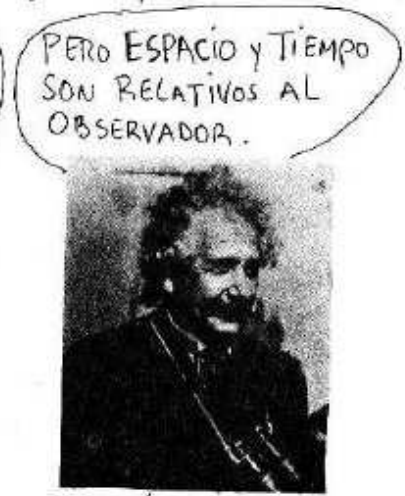 PERO ESPACIO y TIEMPO
SON RELATIVOS AL
OBSERVADOR.